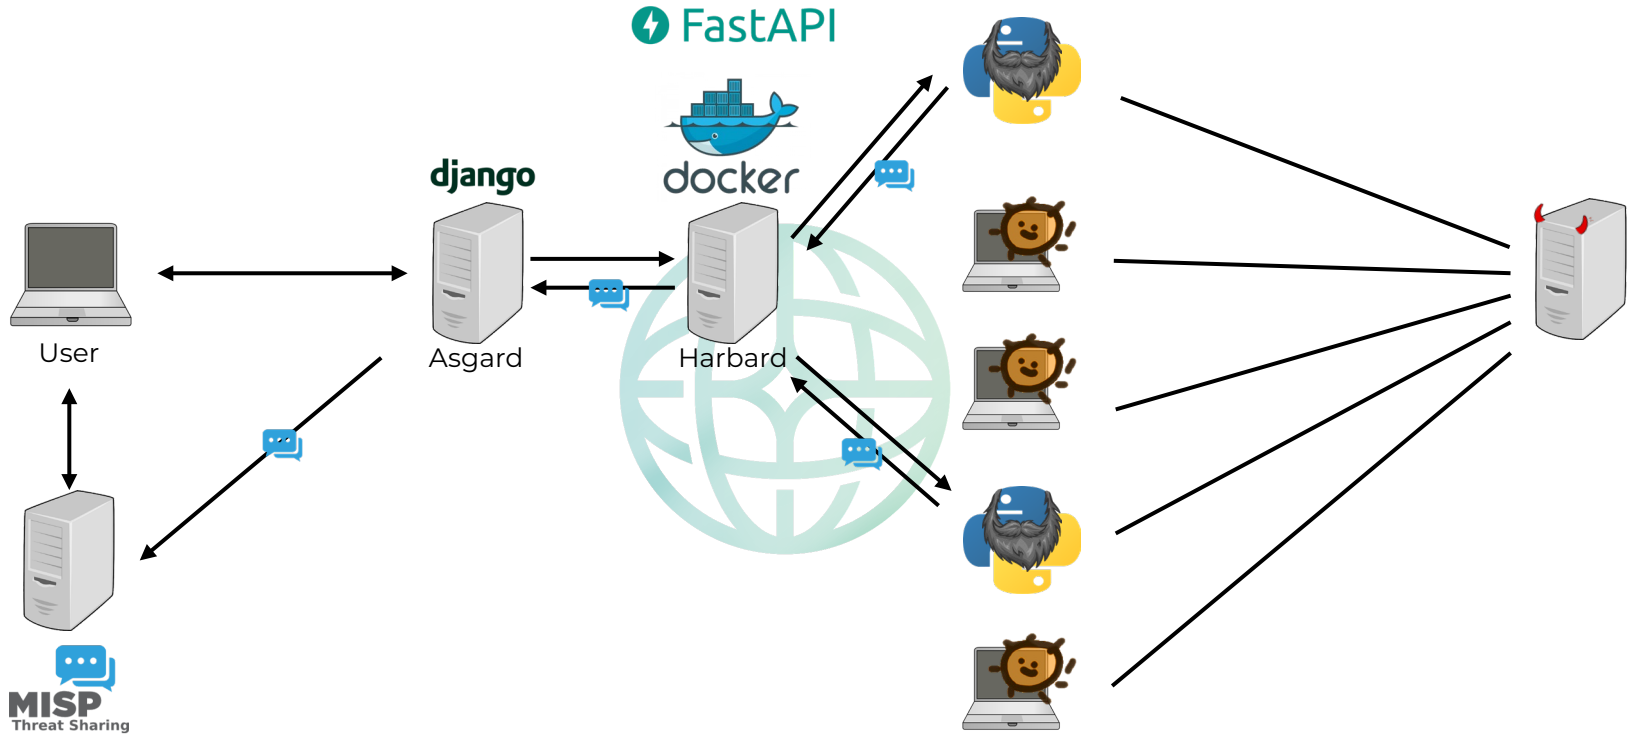 FastAPI
docker
django
User
Asgard
Harbard
MISP
Threat Sharing